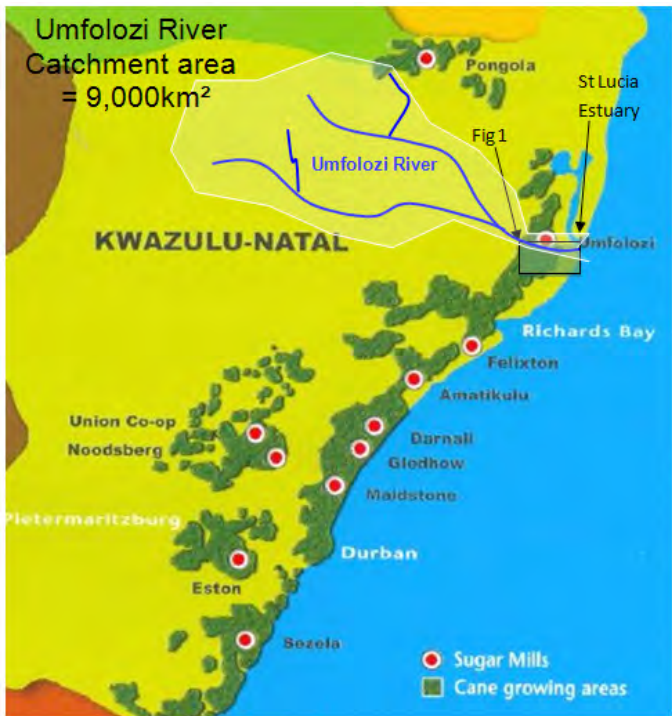 Umfolozi River
Catchment area
= 9,000km²
Pongola
St Lucia
Estuary
Fig 1
Umfolozi River
KWAZULU-NATAL
Umfolozi
Richards Bay
Felixton
Amatikulu
Union Co-op
Noodsberg
Darnall
Gledhow
Maidstone
Pietermaritzburg
Durban
Eston
Sezela
Sugar Mills
Cane growing areas